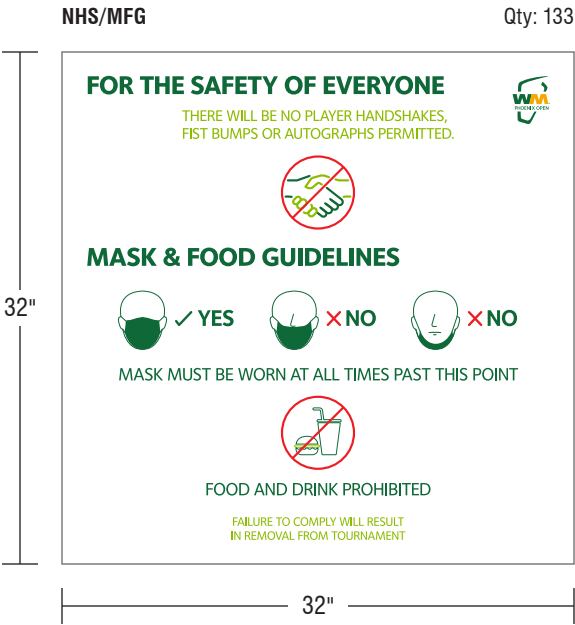 NHS/MFG
Qty: 133
FOR THE SAFETY OF EVERYONE
WM
PHOENIX OPEN
THERE WILL BE NO PLAYER HANDSHAKES,
FIST BUMPS OR AUTOGRAPHS PERMITTED.
MASK & FOOD GUIDELINES
32"
YES
NO
NO
MASK MUST BE WORN AT ALL TIMES PAST THIS POINT
FOOD AND DRINK PROHIBITED
FAILURE TO COMPLY WILL RESULT
IN REMOVAL FROM TOURNAMENT
32"